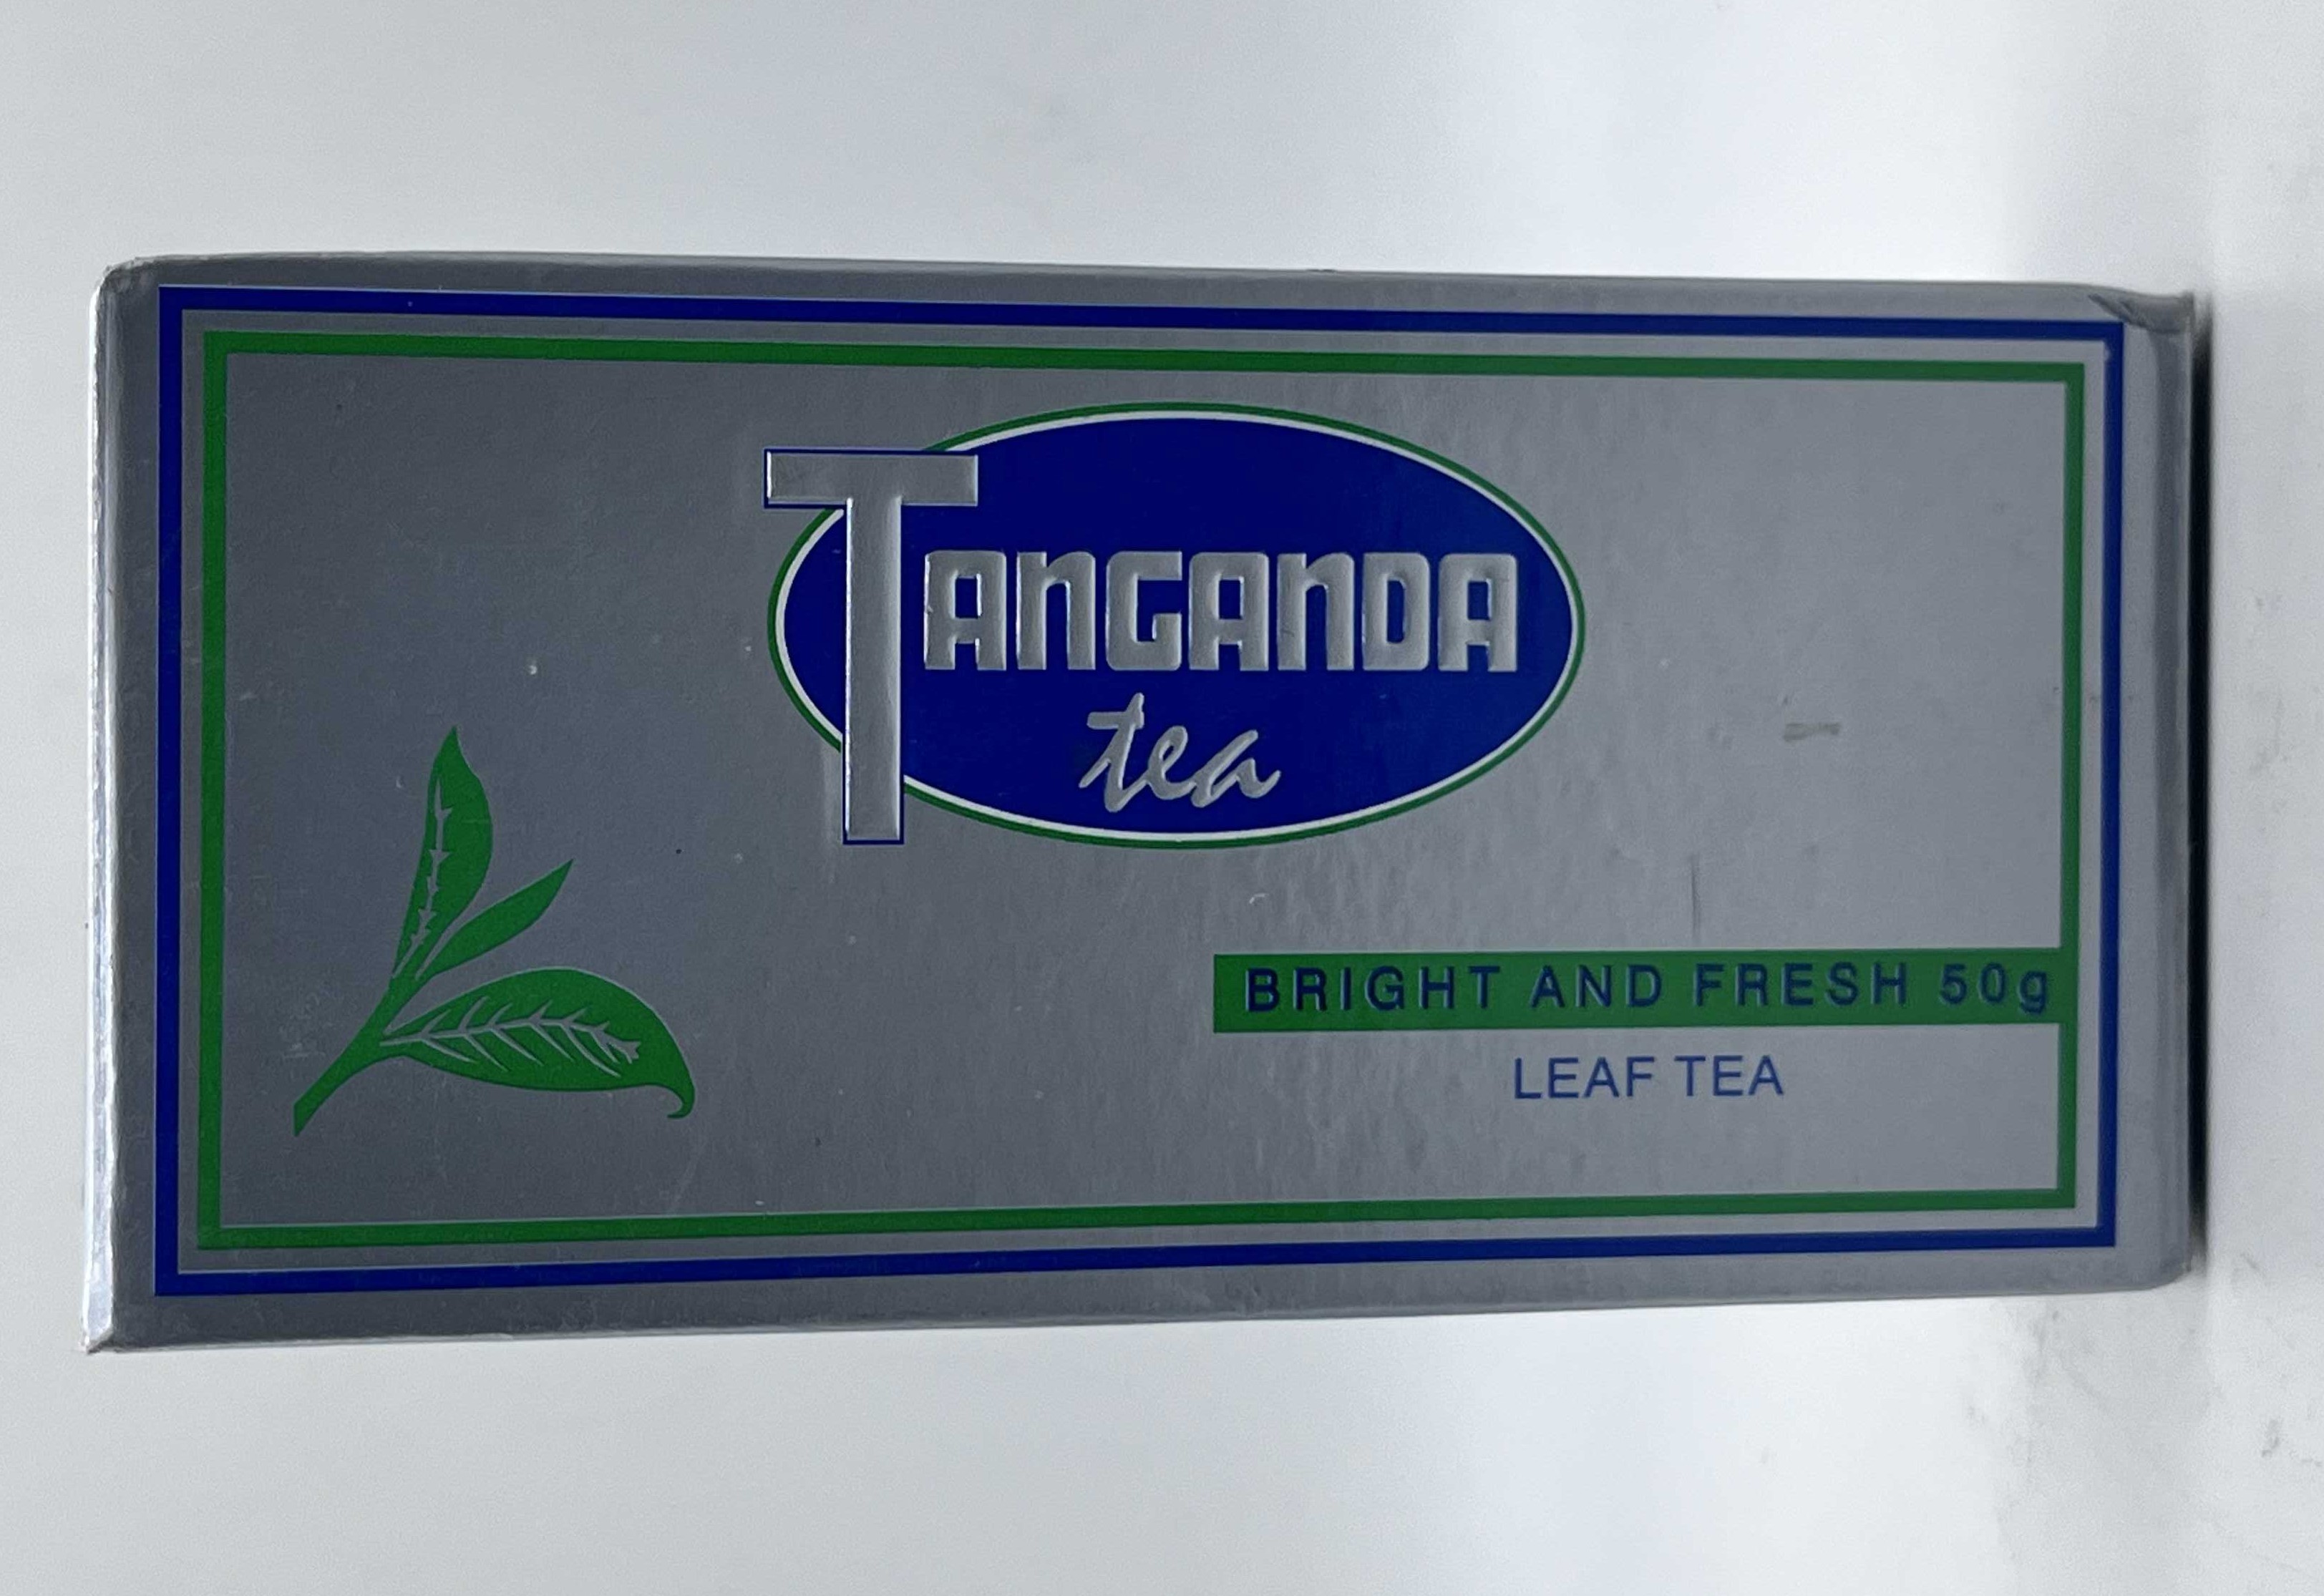 TANGANDA
tea
BRIGHT AND FRESH 50g
LEAF TEA